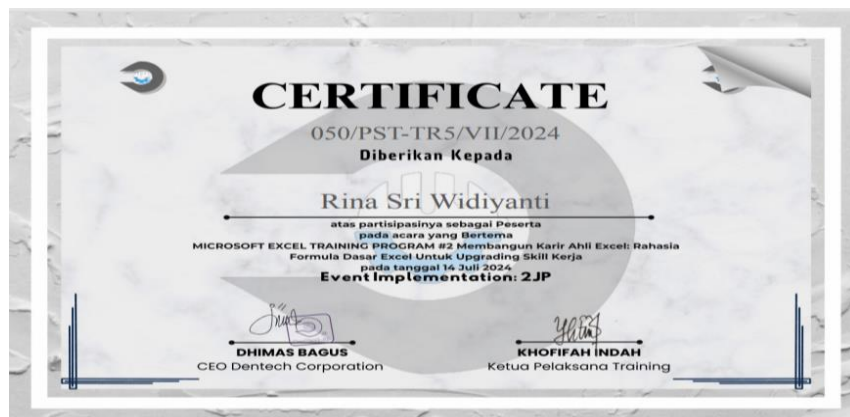 CERTIFICATE
050/PST-TR5/VII/2024
Diberikan Kepada
Rina Sri Widiyanti
atas partisipasinya sebagai Peserta
pada acara yang Bertema
MICROSOFT EXCEL TRAINING PROGRAM #2 Membangun Karir Ahli Excel: Rahasia
Formula Dasar Excel Untuk Upgrading Skill Kerja
pada tanggal 14 Juli 2024
Event Implementation: 2JP
DHIMAS BAGUS
CEO Dentech Corporation
KHOFIFAH INDAH
Ketua Pelaksana Training